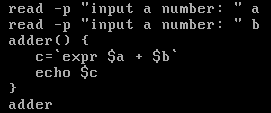 read -p "input a number: " a
read -p "input a number: " b
adder() {
   c=`expr $a + $b`
   echo $c
}
adder